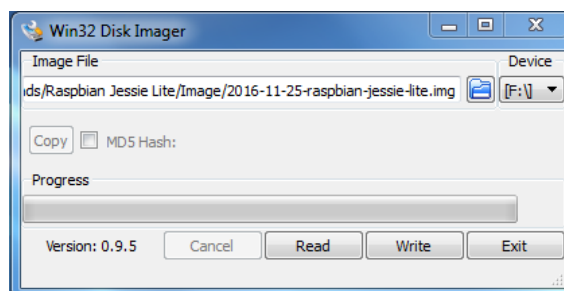 Win32 Disk Imager
Image File
Device
ds/Raspbian Jessie Lite/Image/2016-11-25-raspbian-jessie-lite.img
[F:\]
Copy
MD5 Hash:
Progress
Version: 0.9.5
Cancel
Read
Write
Exit